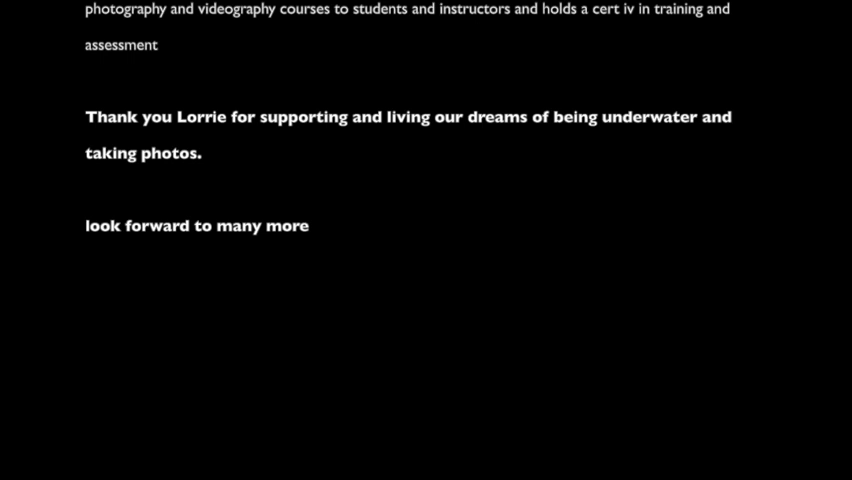 photography and videography courses to students and instructors and holds a cert iv in training and
assessment
Thank you Lorrie for supporting and living our dreams of being underwater and
taking photos.
look forward to many more